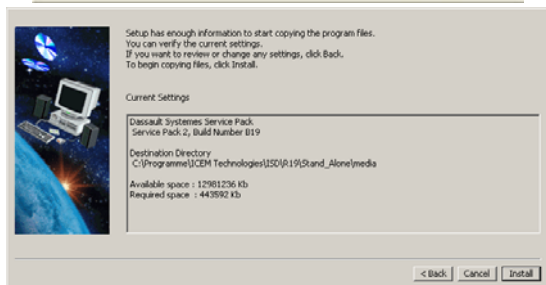 Setup has enough information to start copying the program files.
You can verify the current settings.
If you want to review or change any settings, click Back.
To begin copying files, click Install.
Current Settings
Dassault Systemes Service Pack
Service Pack 2, Build Number B19
Destination Directory
C:\Programme\ICEM Technologies\ISD\R19\Stand_Alone\media
Available space : 12981236 Kb
Required space : 443592 Kb
< Back Cancel Install